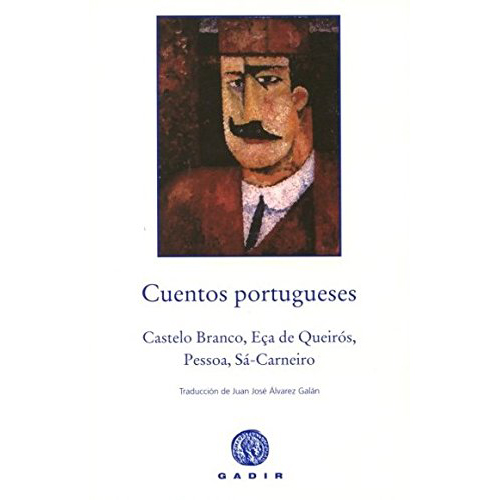 Cuentos portugueses
Castelo Branco, Eça de Queirós,
Pessoa, Sá-Carneiro
Traducción de Juan José Álvarez Galán
GADIR